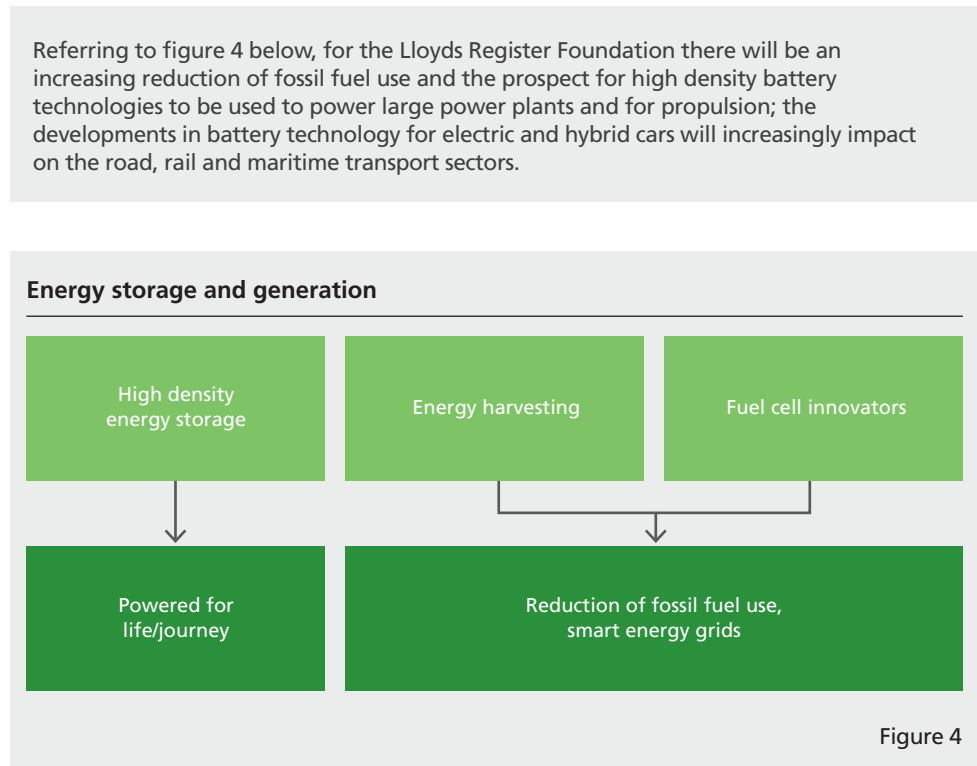 Referring to figure 4 below, for the Lloyds Register Foundation there will be an
increasing reduction of fossil fuel use and the prospect for high density battery
technologies to be used to power large power plants and for propulsion; the
developments in battery technology for electric and hybrid cars will increasingly impact
on the road, rail and maritime transport sectors.
Energy storage and generation
High density
energy storage
Energy harvesting
Fuel cell innovators
Powered for
life/journey
Reduction of fossil fuel use,
smart energy grids
Figure 4